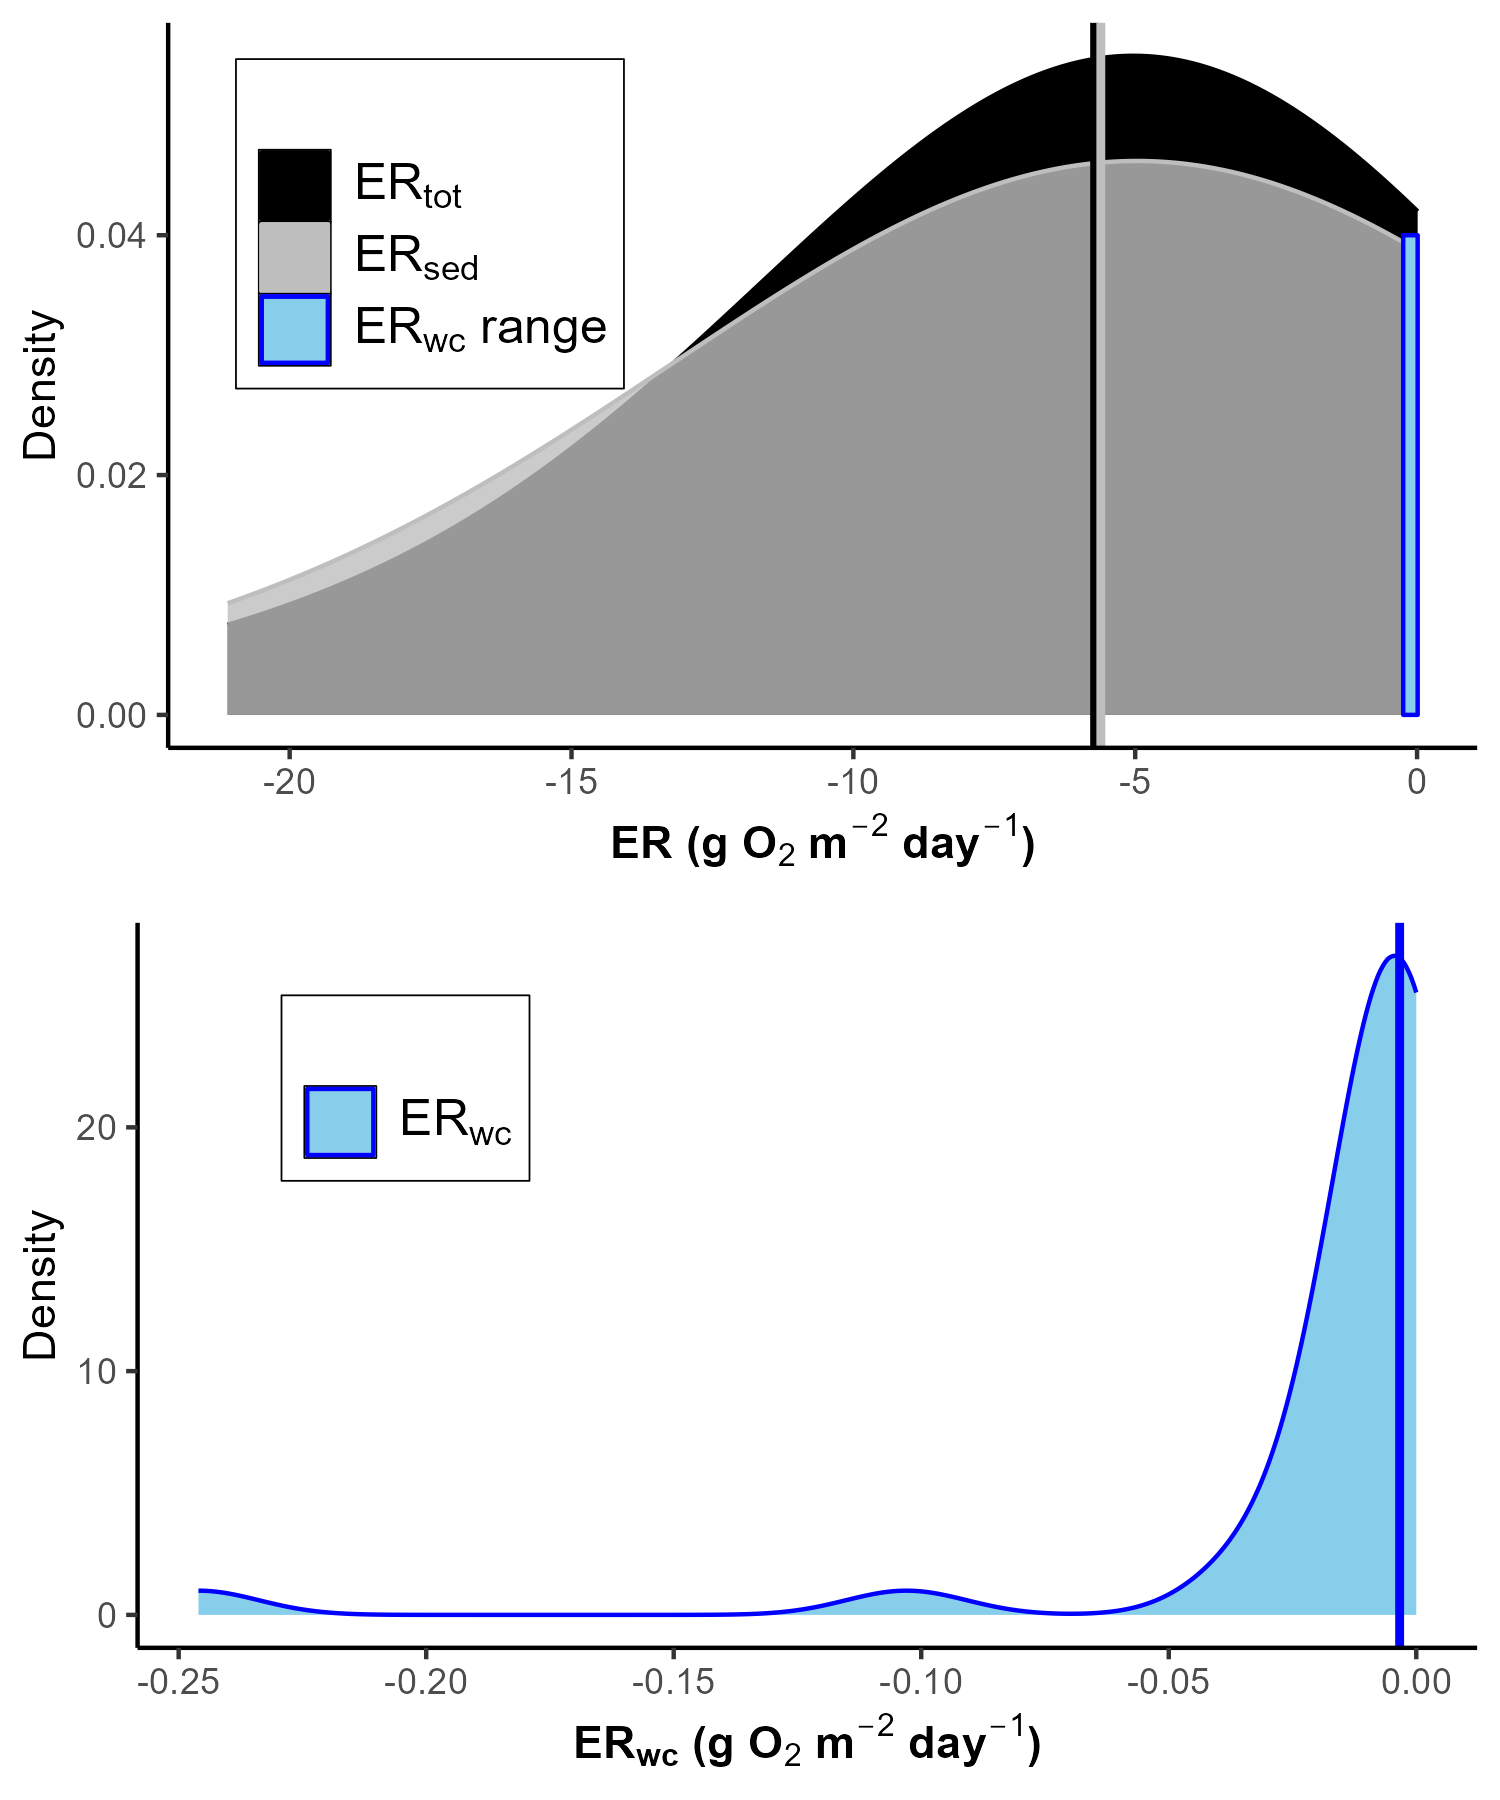 ERtot
ERsed
ERwc range
0.04
0.02
0.00
Density
-20 -15 -10 -5 0
ER (g O₂ m⁻² day⁻¹)
ERwc
20
10
0
Density
-0.25 -0.20 -0.15 -0.10 -0.05 0.00
ERwc (g O₂ m⁻² day⁻¹)